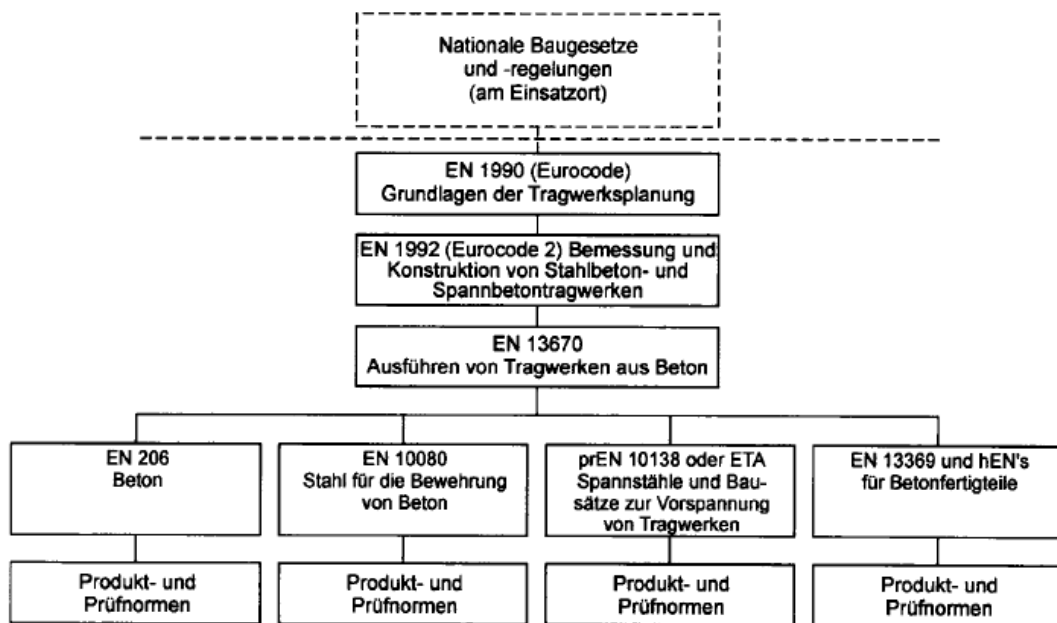 Nationale Baugesetze
und -regelungen
(am Einsatzort)
EN 1990 (Eurocode)
Grundlagen der Tragwerksplanung
EN 1992 (Eurocode 2) Bemessung und
Konstruktion von Stahlbeton- und
Spannbetontragwerken
EN 13670
Ausführen von Tragwerken aus Beton
EN 206
Beton
EN 10080
Stahl für die Bewehrung
von Beton
prEN 10138 oder ETA
Spannstähle und Bau-
sätze zur Vorspannung
von Tragwerken
EN 13369 und hEN's
für Betonfertigteile
Produkt- und
Prüfnormen
Produkt- und
Prüfnormen
Produkt- und
Prüfnormen
Produkt- und
Prüfnormen